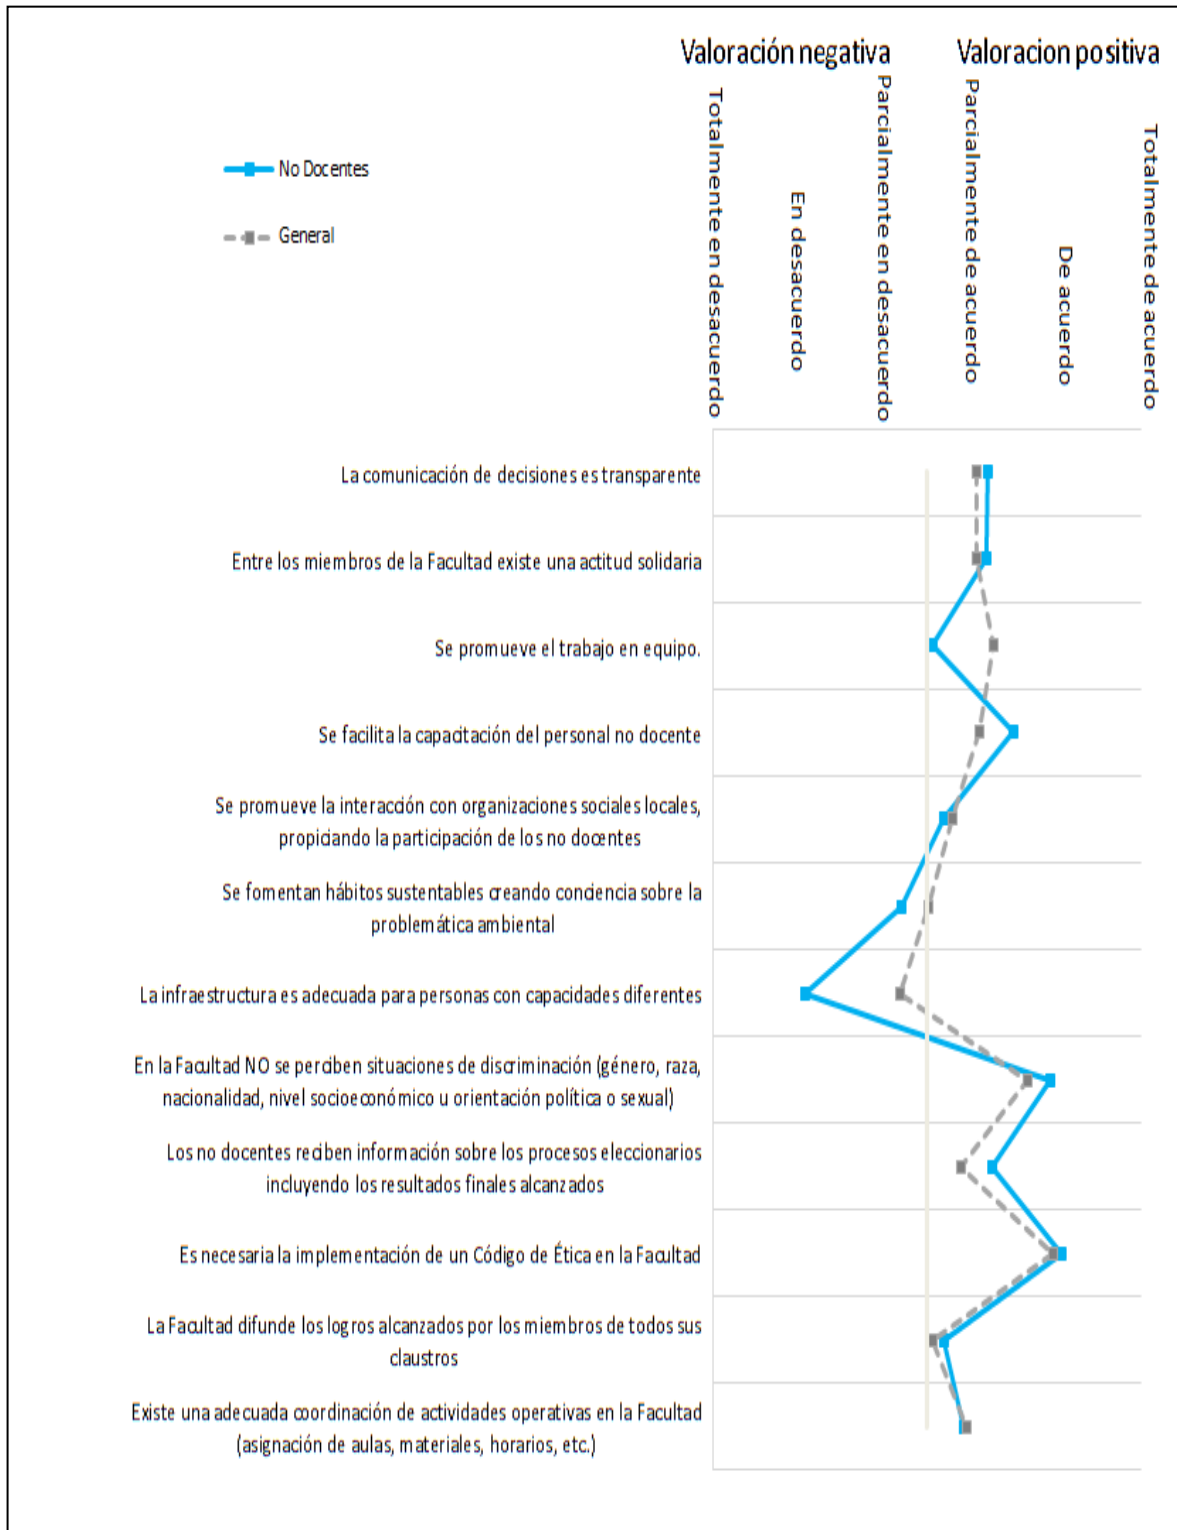 Valoración negativa
Valoracion positiva
Totalmente en desacuerdo
En desacuerdo
Parcialmente en desacuerdo
Parcialmente de acuerdo
De acuerdo
Totalmente de acuerdo
No Docentes
General
La comunicación de decisiones es transparente
Entre los miembros de la Facultad existe una actitud solidaria
Se promueve el trabajo en equipo.
Se facilita la capacitación del personal no docente
Se promueve la interacción con organizaciones sociales locales,
propiciando la participación de los no docentes
Se fomentan hábitos sustentables creando conciencia sobre la
problemática ambiental
La infraestructura es adecuada para personas con capacidades diferentes
En la Facultad NO se perciben situaciones de discriminación (género, raza,
nacionalidad, nivel socioeconómico u orientación política o sexual)
Los no docentes reciben información sobre los procesos eleccionarios
incluyendo los resultados finales alcanzados
Es necesaria la implementación de un Código de Ética en la Facultad
La Facultad difunde los logros alcanzados por los miembros de todos sus
claustros
Existe una adecuada coordinación de actividades operativas en la Facultad
(asignación de aulas, materiales, horarios, etc.)